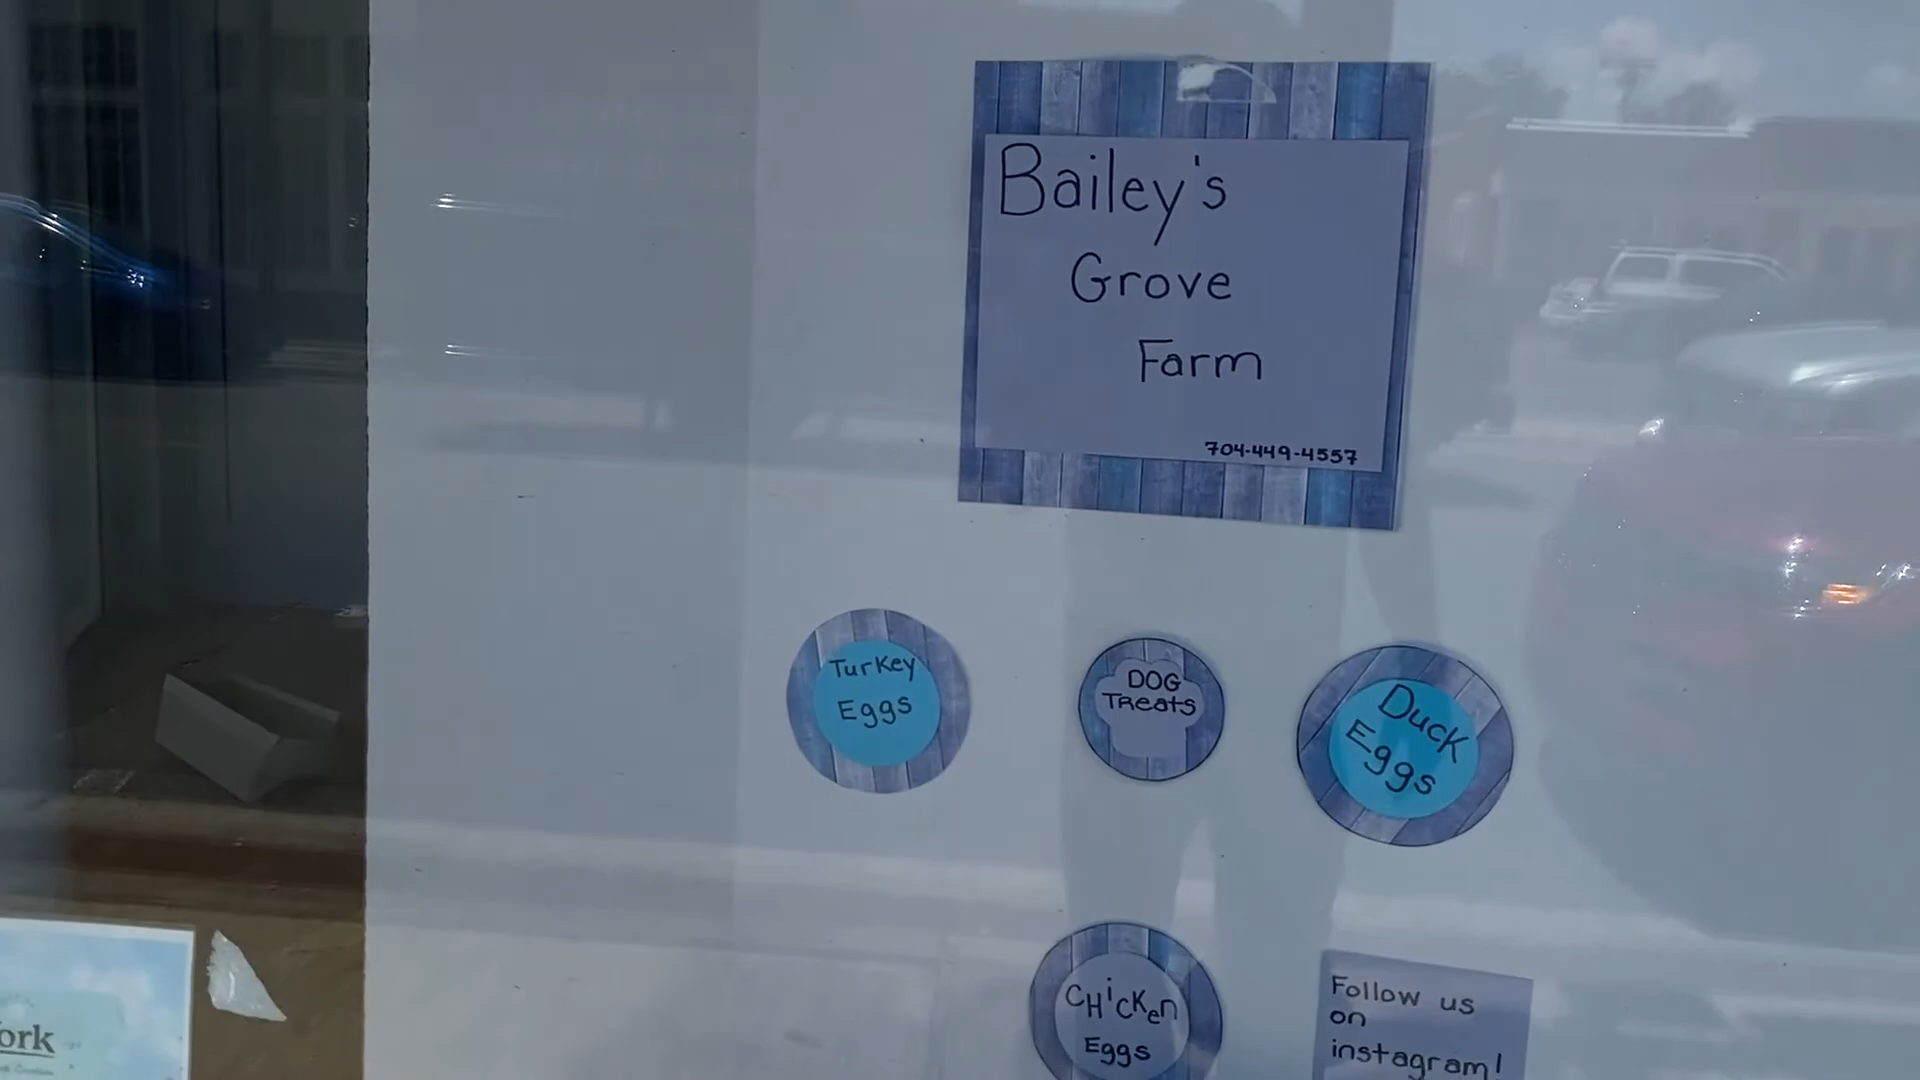 Bailey's
Grove
Farm
704-449-4557
Turkey
Eggs
DOG
Treats
Duck
Eggs
CHicken
Eggs
Follow us
on
instagram!
ork